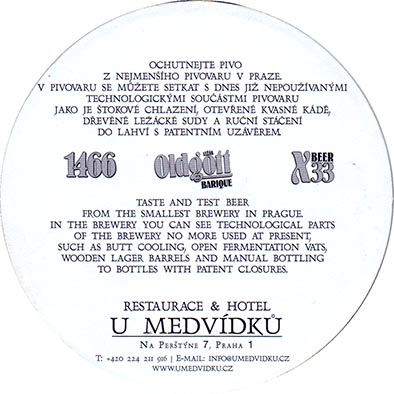 OCHUTNEJTE PIVO
Z NEJMENŠÍHO PIVOVARU V PRAZE.
V PIVOVARU SE MŮŽETE SETKAT S DNES JIŽ NEPOUŽÍVANÝMI
TECHNOLOGICKÝMI SOUČÁSTMI PIVOVARU
JAKO JE ŠTOKOVÉ CHLAZENÍ, OTEVŘENÉ KVASNÉ KÁDĚ,
DŘEVĚNÉ LEŽÁCKÉ SUDY A RUČNÍ STÁČENÍ
DO LAHVÍ S PATENTNÍM UZÁVĚREM.
1466 Oldgott BARIQUE X BEER 33
TASTE AND TEST BEER
FROM THE SMALLEST BREWERY IN PRAGUE.
IN THE BREWERY YOU CAN SEE TECHNOLOGICAL PARTS
OF THE BREWERY NO MORE USED AT PRESENT,
SUCH AS BUTT COOLING, OPEN FERMENTATION VATS,
WOODEN LAGER BARRELS AND MANUAL BOTTLING
TO BOTTLES WITH PATENT CLOSURES.
RESTAURACE & HOTEL
U MEDVÍDKŮ
NA PERŠTÝNE 7, PRAHA 1
T: +420 224 211 916 | E-MAIL: INFO@UMEDVIDKU.CZ
WWW.UMEDVIDKU.CZ